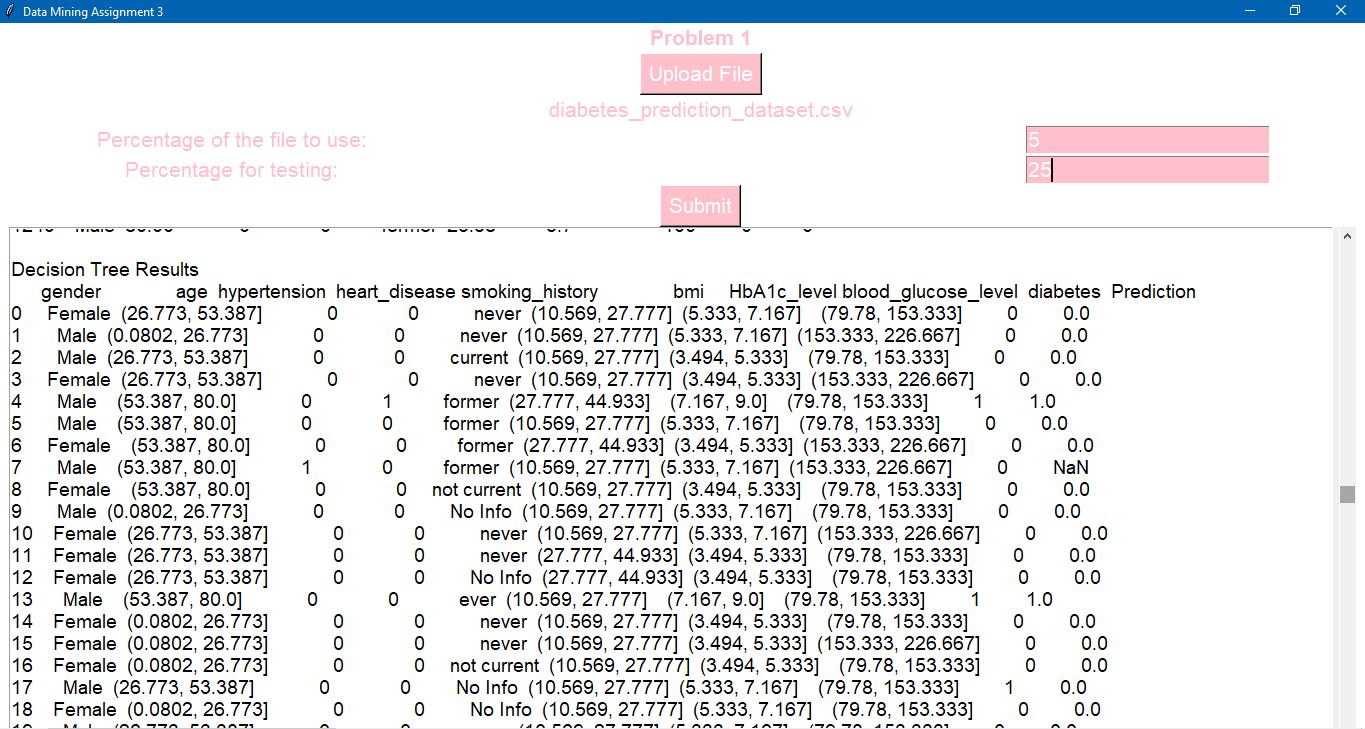 Data Mining Assignment 3
Problem 1
Upload File
diabetes_prediction_dataset.csv
Percentage of the file to use: 5
Percentage for testing: 25
Submit
Decision Tree Results
gender age hypertension heart_disease smoking_history bmi HbA1c_level blood_glucose_level diabetes Prediction
0 Female (26.773, 53.387] 0 0 never (10.569, 27.777] (5.333, 7.167] (79.78, 153.333] 0 0.0
1 Male (0.0802, 26.773] 0 0 never (10.569, 27.777] (5.333, 7.167] (153.333, 226.667] 0 0.0
2 Male (26.773, 53.387] 0 0 current (10.569, 27.777] (3.494, 5.333] (79.78, 153.333] 0 0.0
3 Female (26.773, 53.387] 0 0 never (10.569, 27.777] (3.494, 5.333] (153.333, 226.667] 0 0.0
4 Male (53.387, 80.0] 0 1 former (27.777, 44.933] (7.167, 9.0] (79.78, 153.333] 1 1.0
5 Male (53.387, 80.0] 0 0 former (10.569, 27.777] (5.333, 7.167] (79.78, 153.333] 0 0.0
6 Female (53.387, 80.0] 0 0 former (27.777, 44.933] (3.494, 5.333] (153.333, 226.667] 0 0.0
7 Male (53.387, 80.0] 1 0 former (10.569, 27.777] (5.333, 7.167] (153.333, 226.667] 0 NaN
8 Female (53.387, 80.0] 0 0 not current (10.569, 27.777] (3.494, 5.333] (79.78, 153.333] 0 0.0
9 Male (0.0802, 26.773] 0 0 No Info (10.569, 27.777] (5.333, 7.167] (79.78, 153.333] 0 0.0
10 Female (26.773, 53.387] 0 0 never (10.569, 27.777] (5.333, 7.167] (153.333, 226.667] 0 0.0
11 Female (26.773, 53.387] 0 0 never (27.777, 44.933] (3.494, 5.333] (79.78, 153.333] 0 0.0
12 Female (26.773, 53.387] 0 0 No Info (27.777, 44.933] (3.494, 5.333] (79.78, 153.333] 0 0.0
13 Male (53.387, 80.0] 0 0 ever (10.569, 27.777] (7.167, 9.0] (79.78, 153.333] 1 1.0
14 Female (0.0802, 26.773] 0 0 never (10.569, 27.777] (3.494, 5.333] (79.78, 153.333] 0 0.0
15 Female (0.0802, 26.773] 0 0 never (10.569, 27.777] (3.494, 5.333] (153.333, 226.667] 0 0.0
16 Female (0.0802, 26.773] 0 0 not current (10.569, 27.777] (3.494, 5.333] (79.78, 153.333] 0 0.0
17 Male (26.773, 53.387] 0 0 No Info (10.569, 27.777] (5.333, 7.167] (79.78, 153.333] 1 0.0
18 Female (0.0802, 26.773] 0 0 No Info (10.569, 27.777] (5.333, 7.167] (79.78, 153.333] 0 0.0